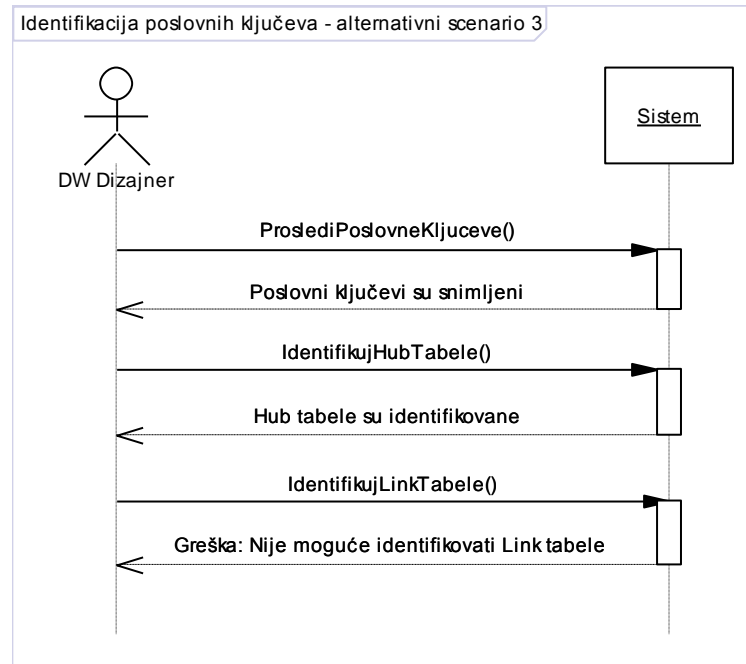 Identifikacija poslovnih ključeva - alternativni scenario 3
Sistem
DW Dizajner
ProslediPoslovneKljuceve()
Poslovni ključevi su snimljeni
IdentifikujHubTabele()
Hub tabele su identifikovane
IdentifikujLinkTabele()
Greška: Nije moguće identifikovati Link tabele